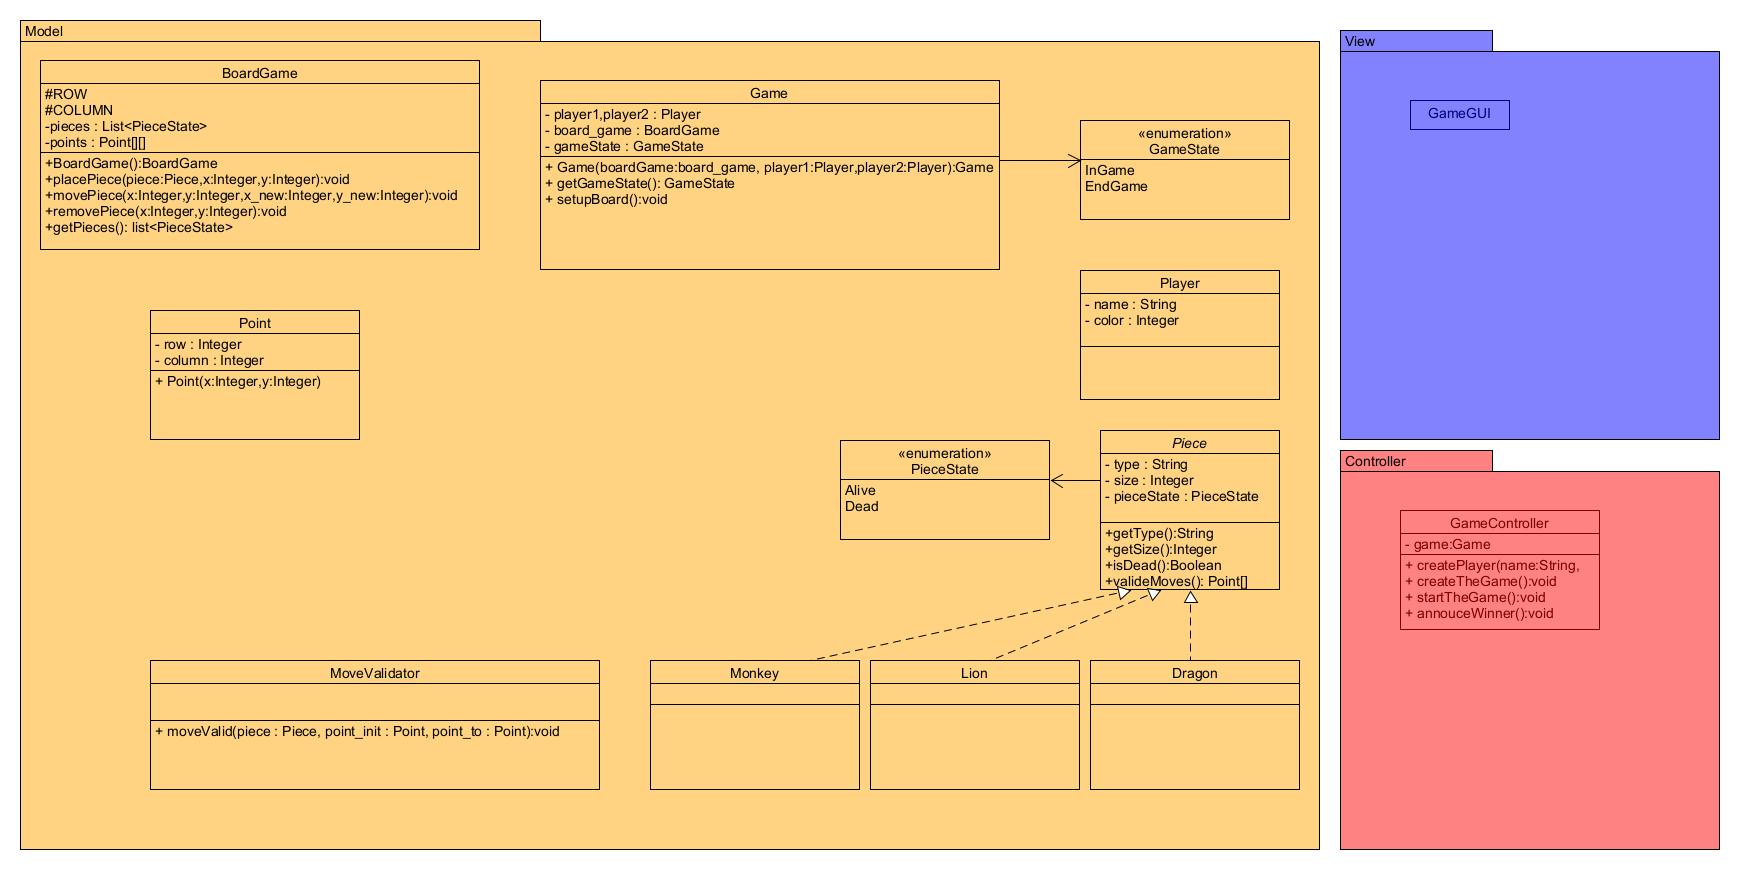 Model
BoardGame
#ROW
#COLUMN
-pieces : List<PieceState>
-points : Point[][]
+BoardGame():BoardGame
+placePiece(piece:Piece,x:Integer,y:Integer):void
+movePiece(x:Integer,y:Integer,x_new:Integer,y_new:Integer):void
+removePiece(x:Integer,y:Integer):void
+getPieces(): list<PieceState>
Game
- player1,player2 : Player
- board_game : BoardGame
- gameState : GameState
+ Game(boardGame:board_game, player1:Player,player2:Player):Game
+ getGameState(): GameState
+ setupBoard():void
«enumeration»
GameState
InGame
EndGame
Player
- name : String
- color : Integer
Point
- row : Integer
- column : Integer
+ Point(x:Integer,y:Integer)
«enumeration»
PieceState
Alive
Dead
Piece
- type : String
- size : Integer
- pieceState : PieceState
+getType():String
+getSize():Integer
+isDead():Boolean
+valideMoves(): Point[]
MoveValidator
+ moveValid(piece : Piece, point_init : Point, point_to : Point):void
Monkey
Lion
Dragon
View
GameGUI
Controller
GameController
- game:Game
+ createPlayer(name:String,
+ createTheGame():void
+ startTheGame():void
+ annouceWinner():void